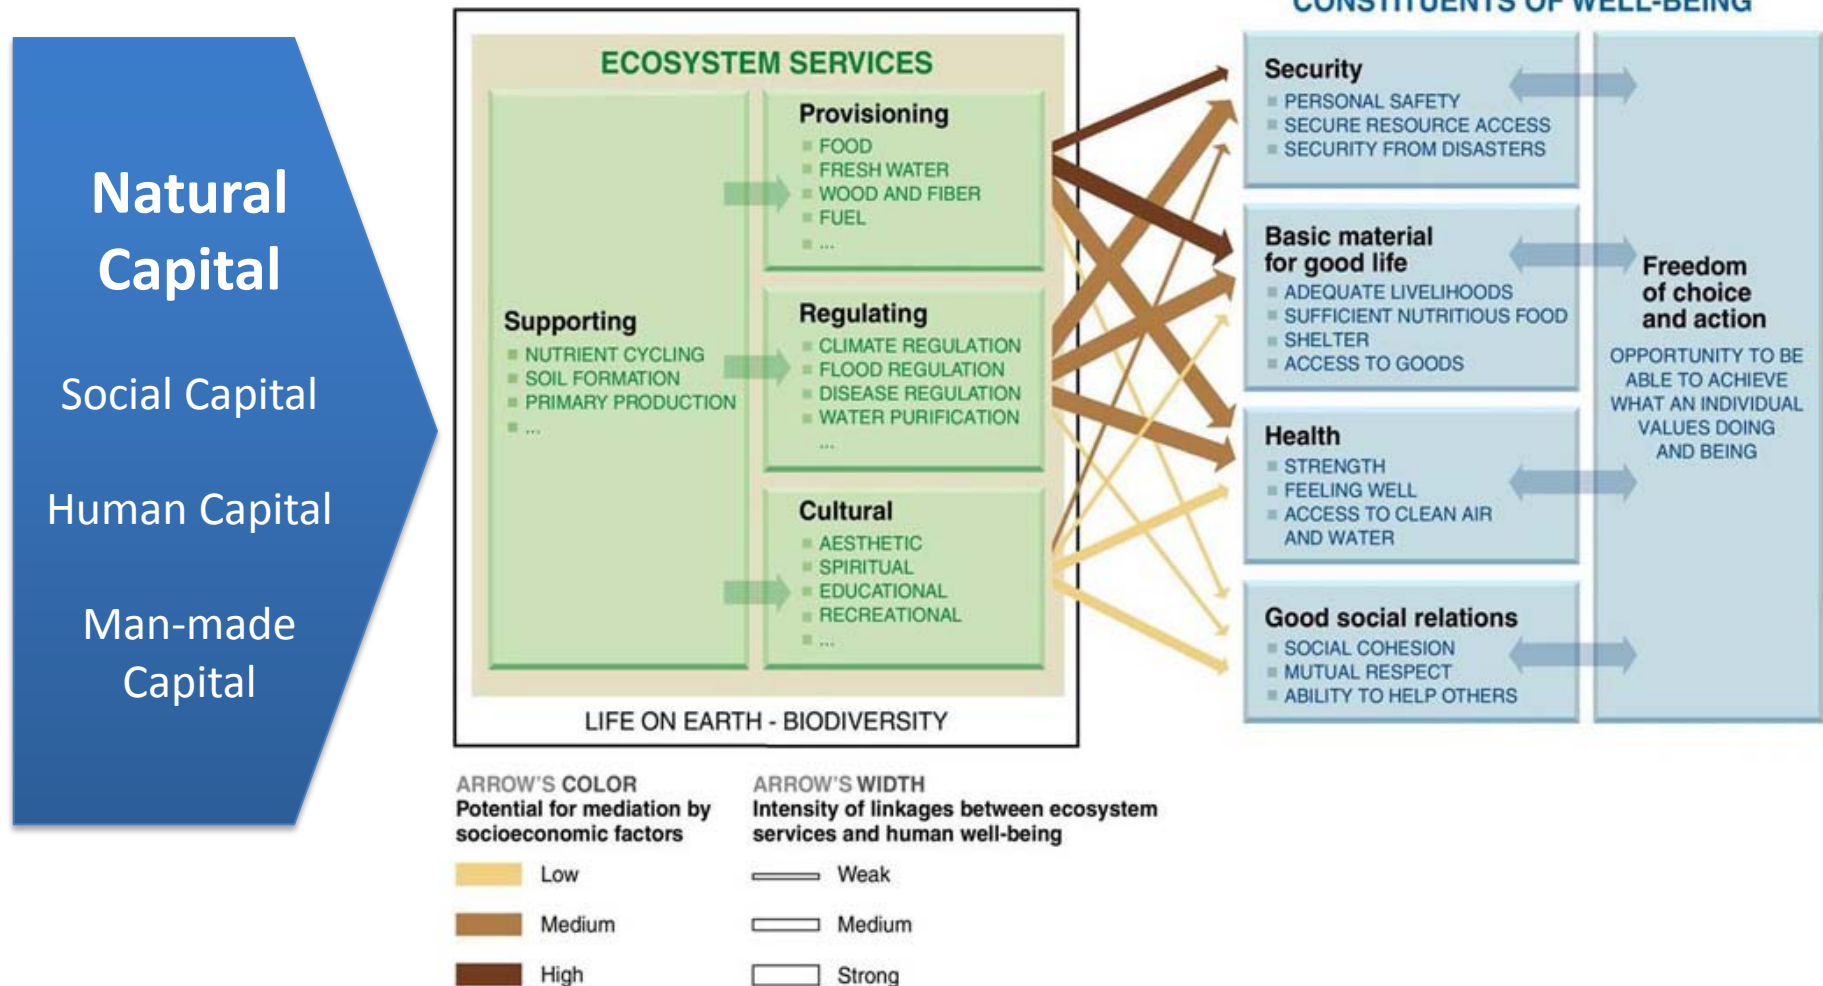 Natural
Capital
Social Capital
Human Capital
Man-made
Capital
ECOSYSTEM SERVICES
Supporting
NUTRIENT CYCLING
SOIL FORMATION
PRIMARY PRODUCTION
...
Provisioning
FOOD
FRESH WATER
WOOD AND FIBER
FUEL
...
Regulating
CLIMATE REGULATION
FLOOD REGULATION
DISEASE REGULATION
WATER PURIFICATION
...
Cultural
AESTHETIC
SPIRITUAL
EDUCATIONAL
RECREATIONAL
...
LIFE ON EARTH - BIODIVERSITY
CONSTITUENTS OF WELL-BEING
Security
PERSONAL SAFETY
SECURE RESOURCE ACCESS
SECURITY FROM DISASTERS
Basic material
for good life
ADEQUATE LIVELIHOODS
SUFFICIENT NUTRITIOUS FOOD
SHELTER
ACCESS TO GOODS
Health
STRENGTH
FEELING WELL
ACCESS TO CLEAN AIR
AND WATER
Good social relations
SOCIAL COHESION
MUTUAL RESPECT
ABILITY TO HELP OTHERS
Freedom
of choice
and action
OPPORTUNITY TO BE
ABLE TO ACHIEVE
WHAT AN INDIVIDUAL
VALUES DOING
AND BEING
ARROW'S COLOR
Potential for mediation by
socioeconomic factors
Low
Medium
High
ARROW'S WIDTH
Intensity of linkages between ecosystem
services and human well-being
Weak
Medium
Strong